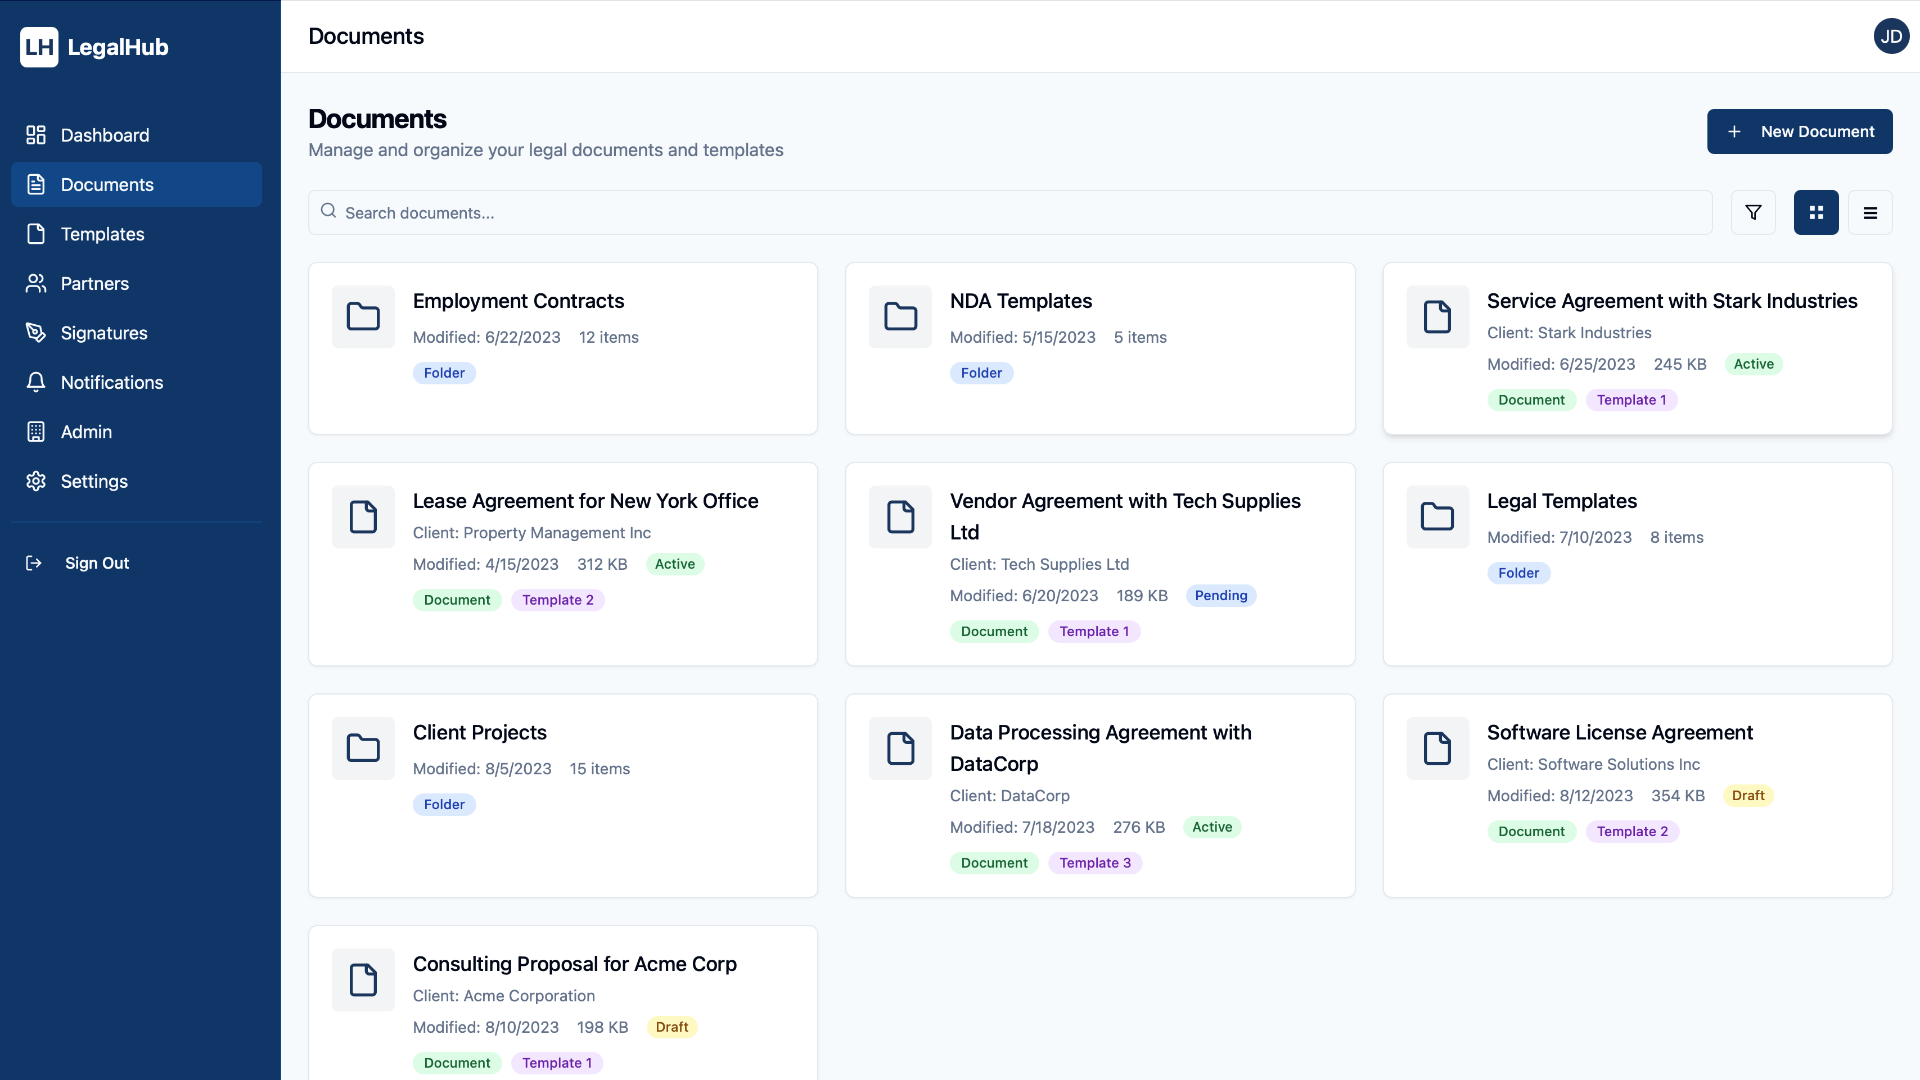 LH LegalHub
Dashboard
Documents
Templates
Partners
Signatures
Notifications
Admin
Settings
Sign Out
Documents
JD
Documents
Manage and organize your legal documents and templates
New Document
Search documents...
Employment Contracts
Modified: 6/22/2023 12 items
Folder
NDA Templates
Modified: 5/15/2023 5 items
Folder
Service Agreement with Stark Industries
Client: Stark Industries
Modified: 6/25/2023 245 KB Active
Document Template 1
Lease Agreement for New York Office
Client: Property Management Inc
Modified: 4/15/2023 312 KB Active
Document Template 2
Vendor Agreement with Tech Supplies
Ltd
Client: Tech Supplies Ltd
Modified: 6/20/2023 189 KB Pending
Document Template 1
Legal Templates
Modified: 7/10/2023 8 items
Folder
Client Projects
Modified: 8/5/2023 15 items
Folder
Data Processing Agreement with
DataCorp
Client: DataCorp
Modified: 7/18/2023 276 KB Active
Document Template 3
Software License Agreement
Client: Software Solutions Inc
Modified: 8/12/2023 354 KB Draft
Document Template 2
Consulting Proposal for Acme Corp
Client: Acme Corporation
Modified: 8/10/2023 198 KB Draft
Document Template 1